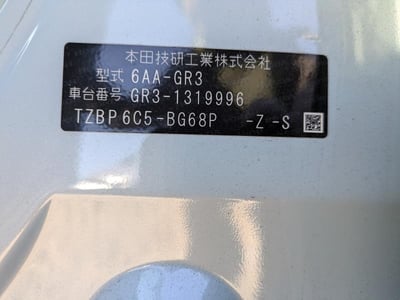 本田技研工業株式会社
型式 6AA-GR3
車台番号 GR3-1319996
TZBP6C5-BG68P -Z-S